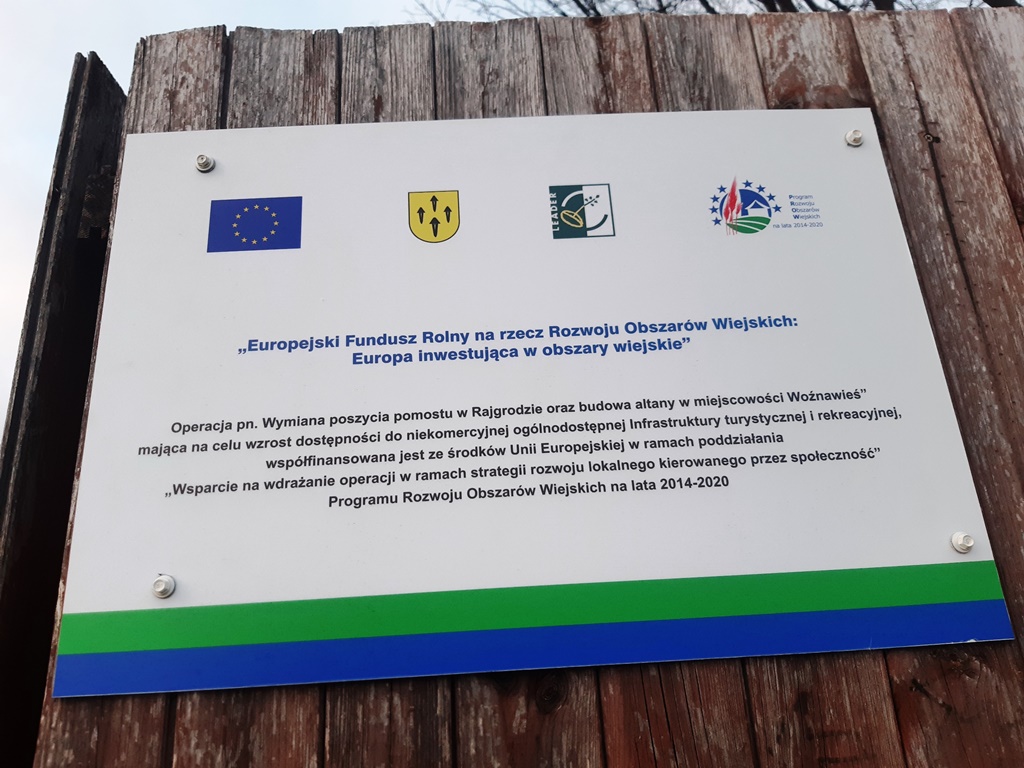 LEADER
Program
Rozwoju
Obszarów
Wiejskich
na lata 2014-2020
„Europejski Fundusz Rolny na rzecz Rozwoju Obszarów Wiejskich:
Europa inwestująca w obszary wiejskie”
Operacja pn. Wymiana poszycia pomostu w Rajgrodzie oraz budowa altany w miejscowości Woźnawieś”
mająca na celu wzrost dostępności do niekomercyjnej ogólnodostępnej Infrastruktury turystycznej i rekreacyjnej,
współfinansowana jest ze środków Unii Europejskiej w ramach poddziałania
„Wsparcie na wdrażanie operacji w ramach strategii rozwoju lokalnego kierowanego przez społeczność”
Programu Rozwoju Obszarów Wiejskich na lata 2014-2020